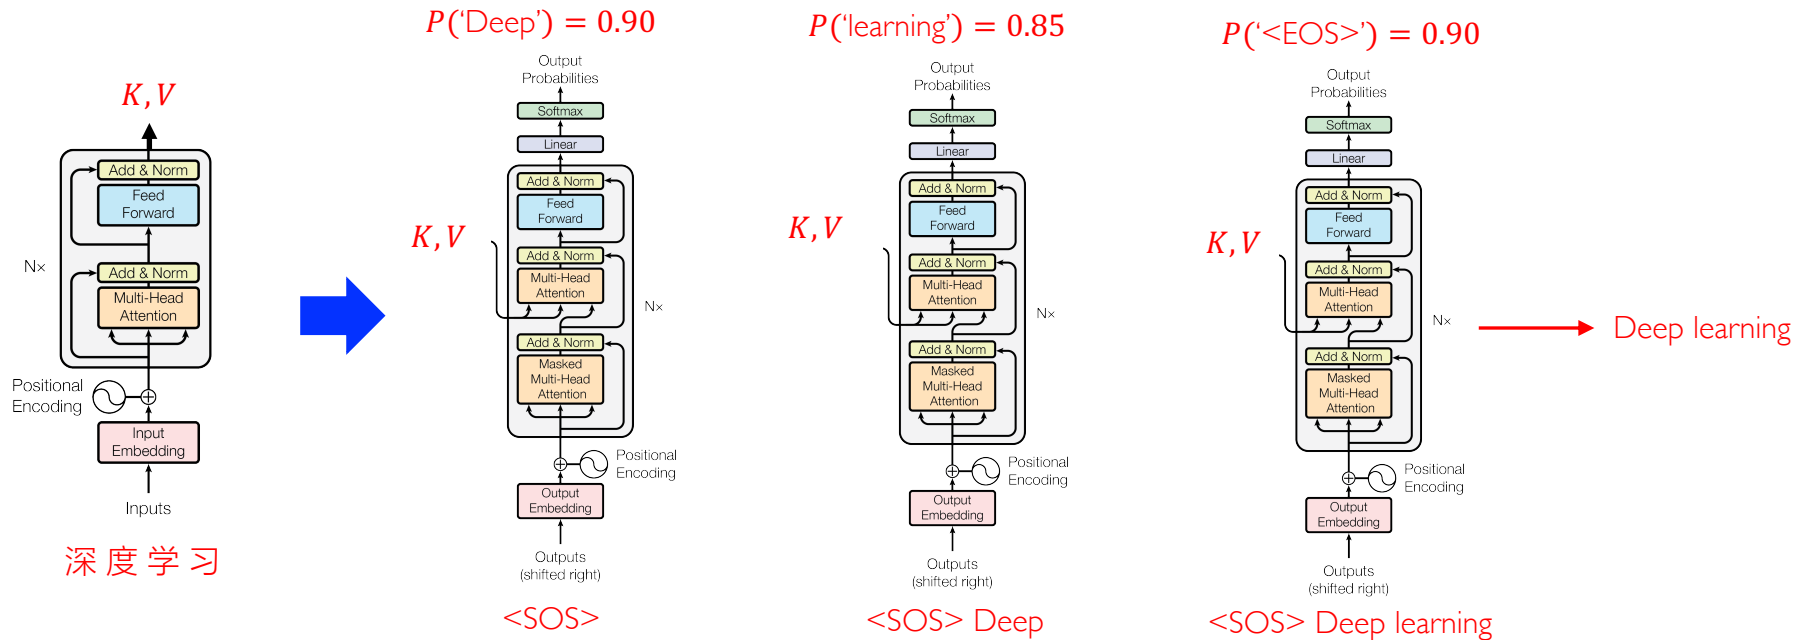 K, V
Add & Norm
Feed
Forward
N×
Add & Norm
Multi-Head
Attention
Positional
Encoding
Input
Embedding
Inputs
深 度 学 习
P(‘Deep’) = 0.90
Output
Probabilities
Softmax
Linear
Add & Norm
Feed
Forward
K, V
Add & Norm
Multi-Head
Attention
N×
Add & Norm
Masked
Multi-Head
Attention
Positional
Encoding
Output
Embedding
Outputs
(shifted right)
<SOS>
P(‘learning’) = 0.85
Output
Probabilities
Softmax
Linear
Add & Norm
Feed
Forward
K, V
Add & Norm
Multi-Head
Attention
N×
Add & Norm
Masked
Multi-Head
Attention
Positional
Encoding
Output
Embedding
Outputs
(shifted right)
<SOS> Deep
P(‘<EOS>’) = 0.90
Output
Probabilities
Softmax
Linear
Add & Norm
Feed
Forward
K, V
Add & Norm
Multi-Head
Attention
N×
Add & Norm
Masked
Multi-Head
Attention
Positional
Encoding
Output
Embedding
Outputs
(shifted right)
<SOS> Deep learning
Deep learning